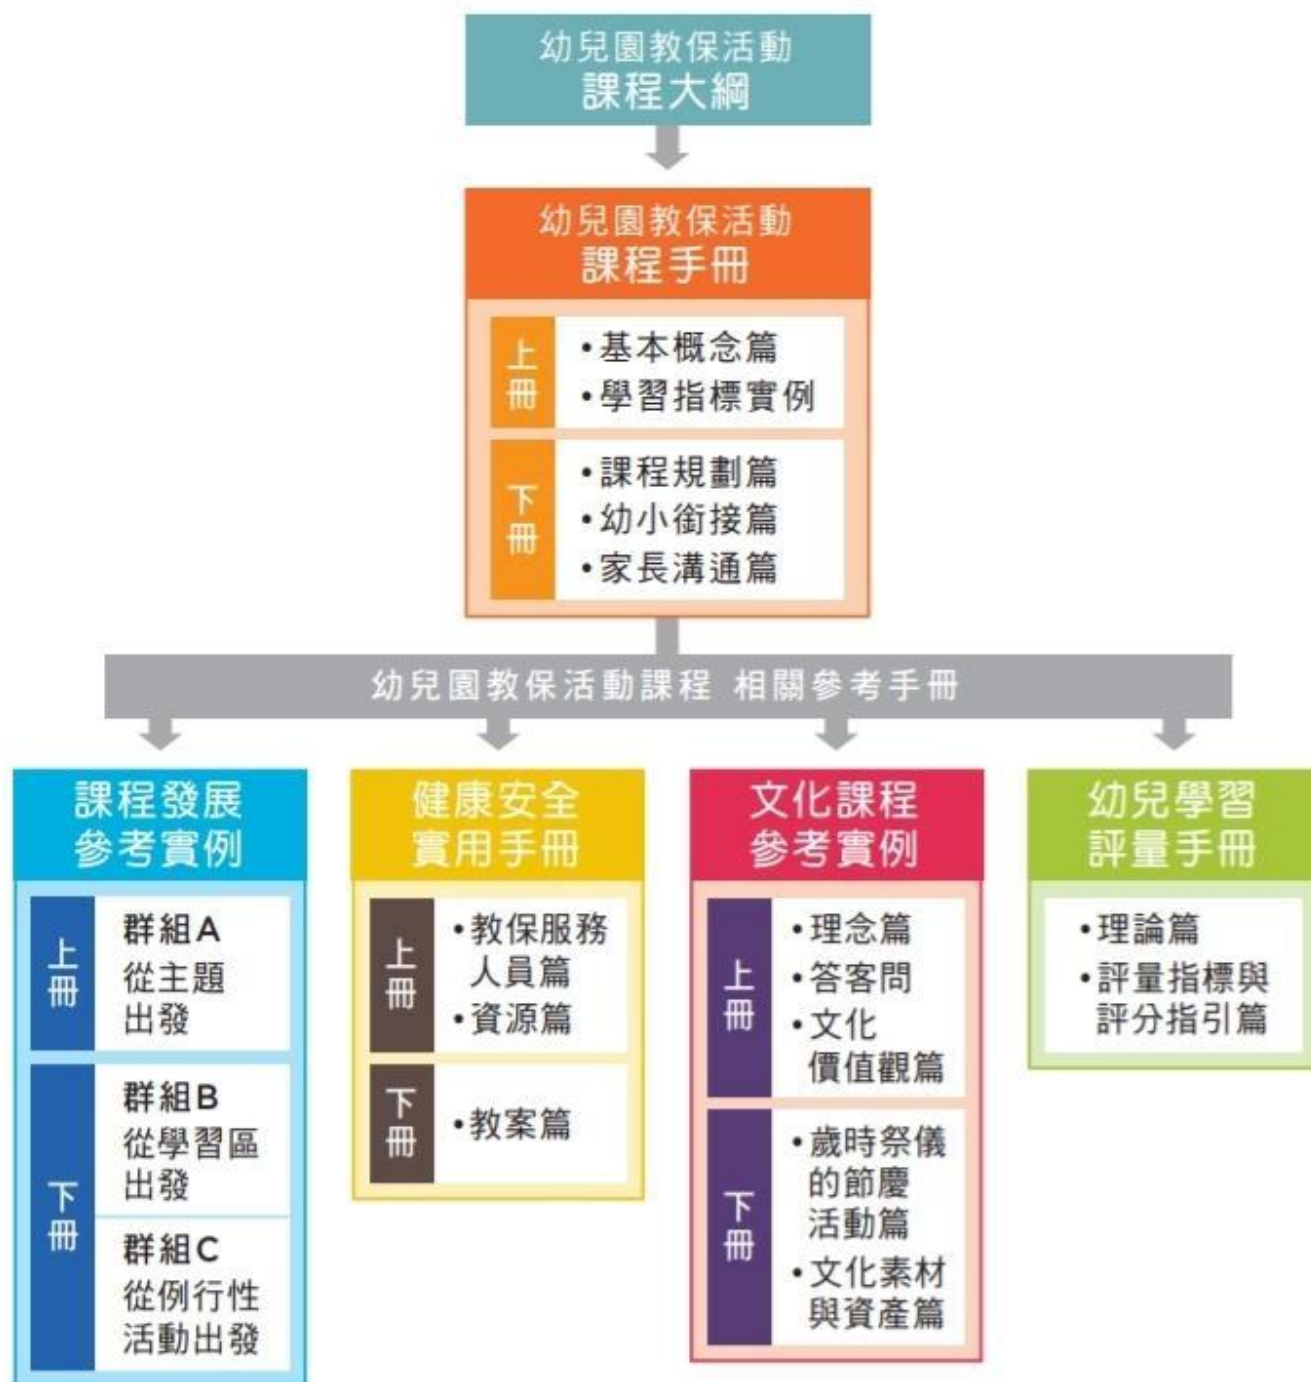 幼兒園教保活動
課程大綱
幼兒園教保活動
課程手冊
上冊
•基本概念篇
•學習指標實例
下冊
•課程規劃篇
•幼小銜接篇
•家長溝通篇
幼兒園教保活動課程 相關參考手冊
課程發展
參考實例
上冊
群組A
從主題
出發
下冊
群組B
從學習區
出發
群組C
從例行性
活動出發
健康安全
實用手冊
上冊
•教保服務
人員篇
•資源篇
下冊
•教案篇
文化課程
參考實例
上冊
•理念篇
•答客問
•文化
價值觀篇
下冊
•歲時祭儀
的節慶
活動篇
•文化素材
與資產篇
幼兒學習
評量手冊
•理論篇
•評量指標與
評分指引篇